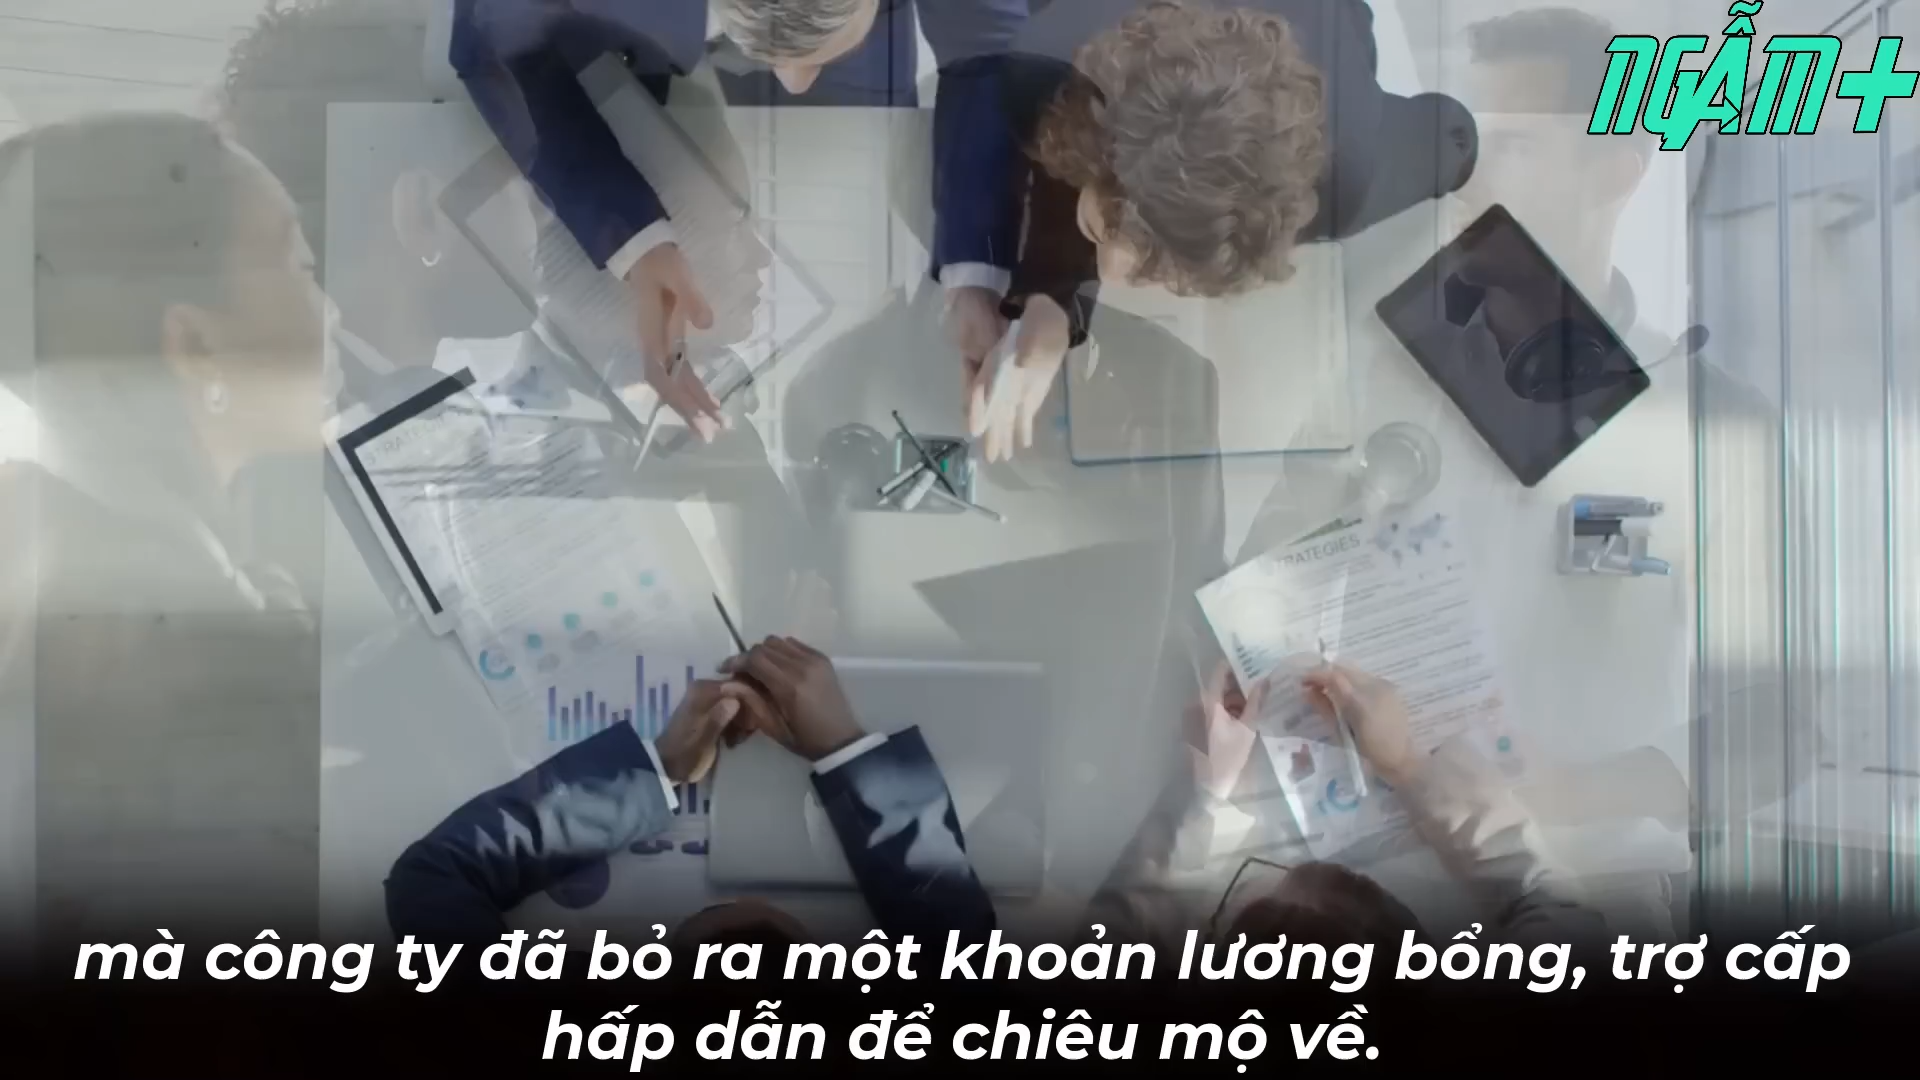 NGẪM+
STRATEGIES
mà công ty đã bỏ ra một khoản lương bổng, trợ cấp
hấp dẫn để chiêu mộ về.